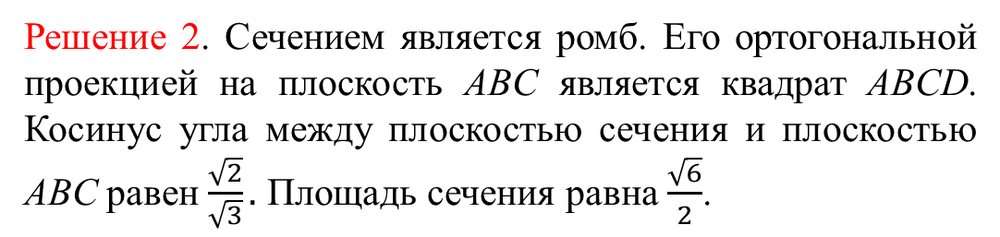 Решение 2. Сечением является ромб. Его ортогональной
проекцией на плоскость ABC является квадрат ABCD.
Косинус угла между плоскостью сечения и плоскостью
ABC равен √2/√3. Площадь сечения равна √6/2.